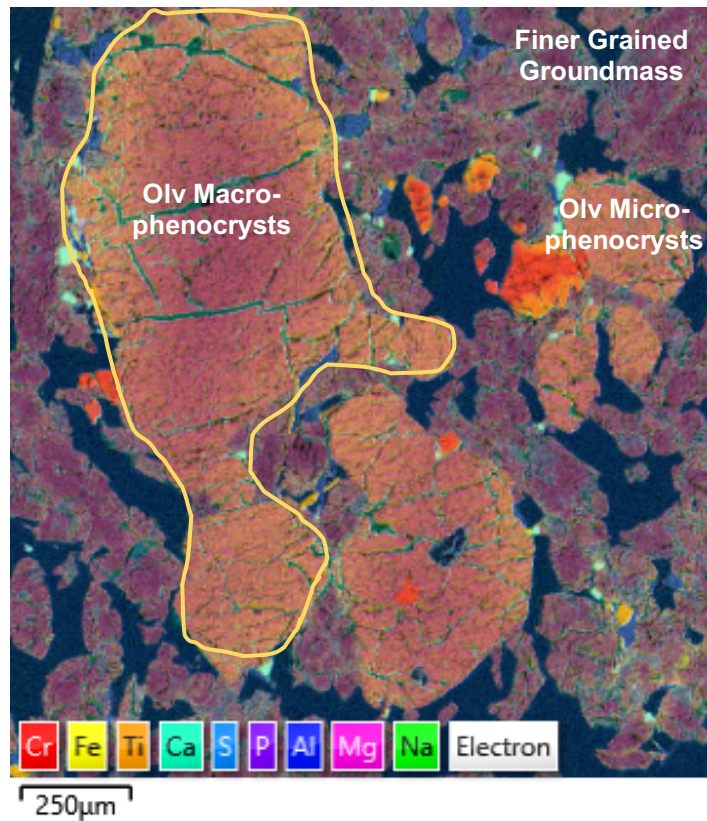 Finer Grained
Groundmass
Olv Macro-
phenocrysts
Olv Micro-
phenocrysts
Cr Fe Ti Ca S P Al Mg Na Electron
250μm